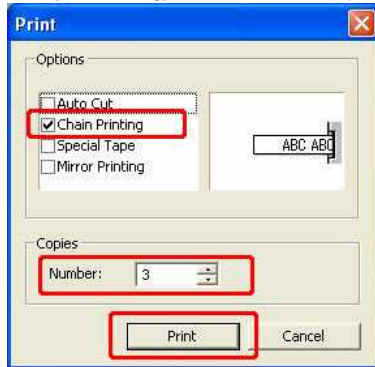 Print
Options
Auto Cut
Chain Printing
Special Tape
Mirror Printing
ABC ABC
Copies
Number: 3
Print Cancel